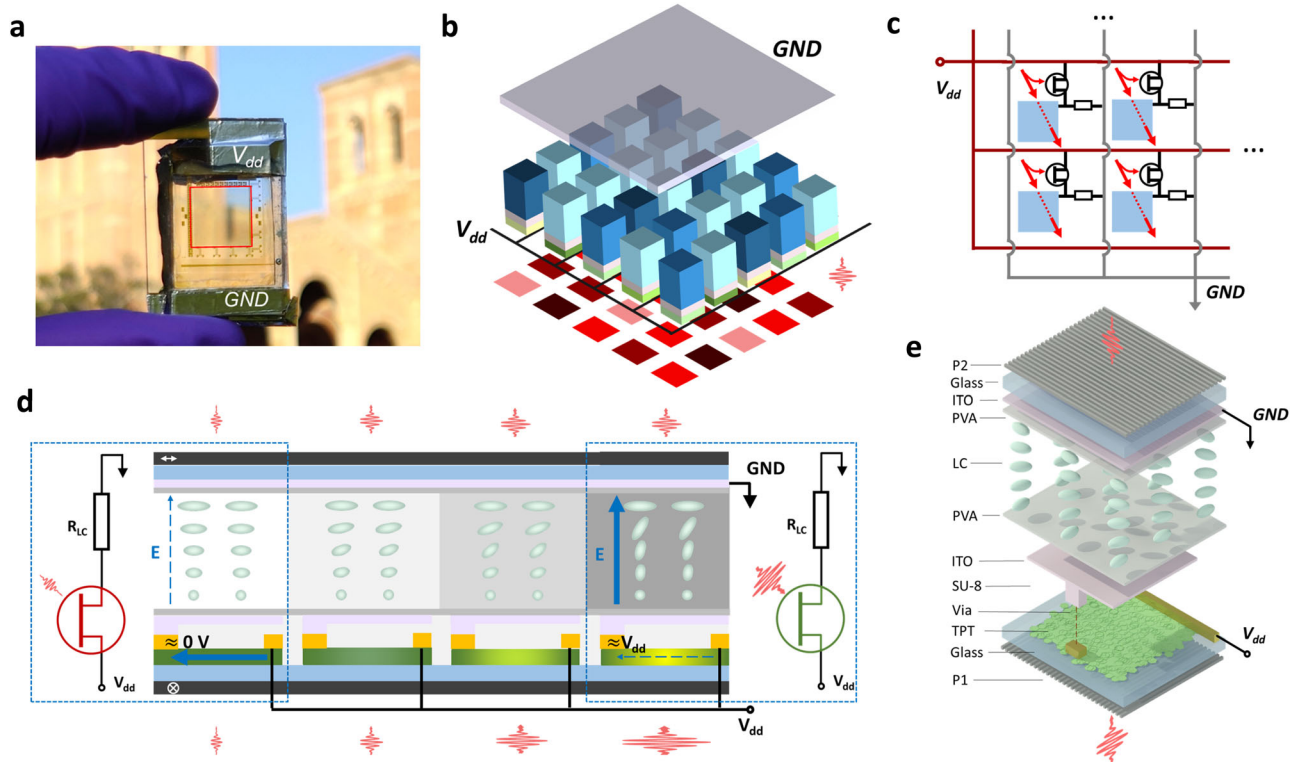 a
V_dd
GND
b
GND
V_dd
c
...
V_dd
...
GND
d
R_LC
V_dd
E
≈ 0 V
GND
E
≈V_dd
V_dd
R_LC
V_dd
e
P2
Glass
ITO
PVA
LC
PVA
ITO
SU-8
Via
TPT
Glass
P1
GND
V_dd